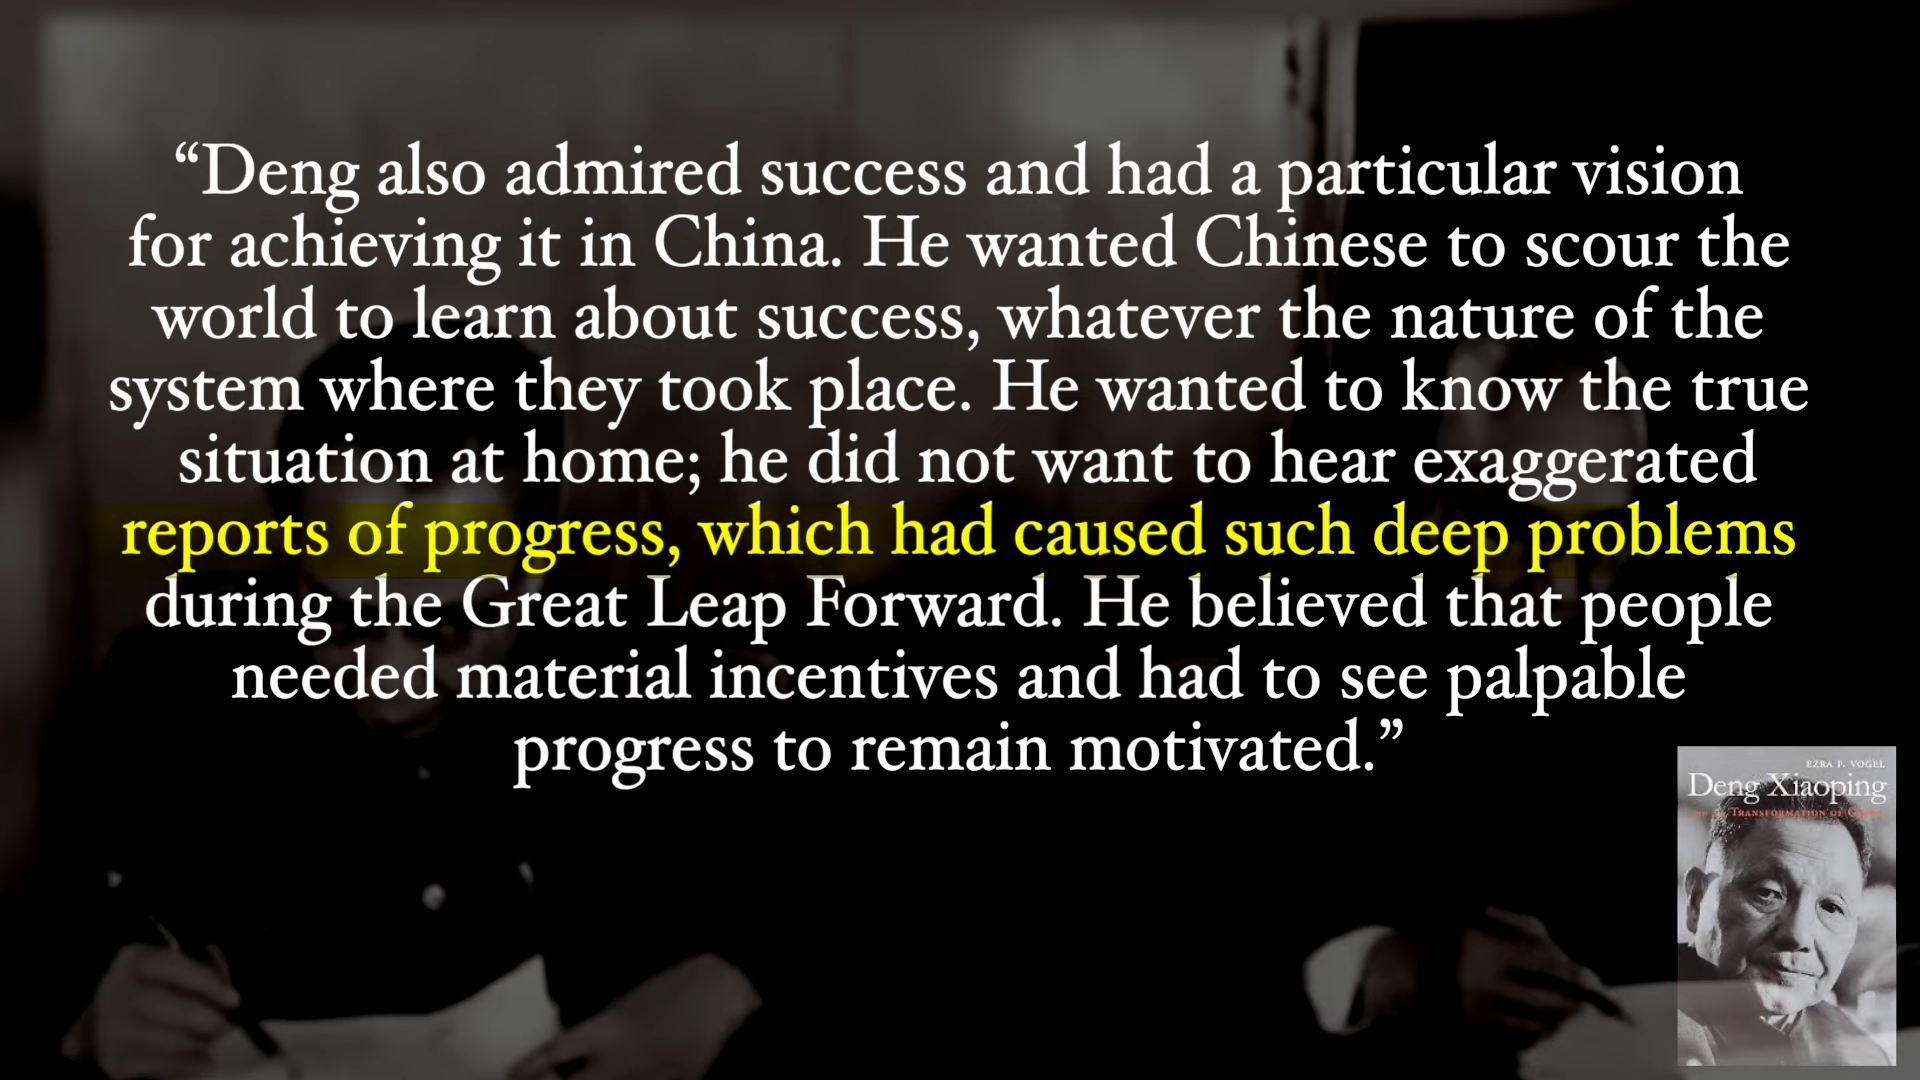 “Deng also admired success and had a particular vision
for achieving it in China. He wanted Chinese to scour the
world to learn about success, whatever the nature of the
system where they took place. He wanted to know the true
situation at home; he did not want to hear exaggerated
reports of progress, which had caused such deep problems
during the Great Leap Forward. He believed that people
needed material incentives and had to see palpable
progress to remain motivated.”
EZRA F. VOGEL
Deng Xiaoping
TRANSFORMATION OF